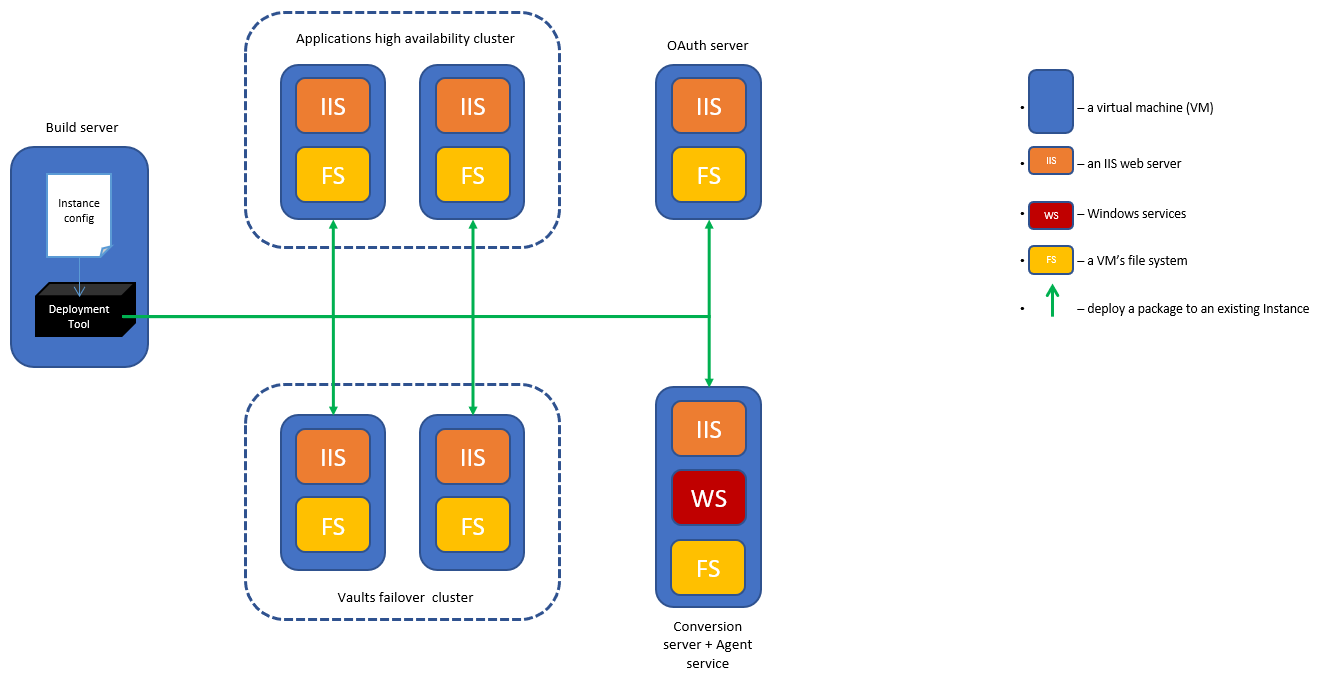 Applications high availability cluster
IIS
FS
IIS
FS
OAuth server
IIS
FS
Build server
Instance
config
Deployment
Tool
IIS
FS
IIS
FS
Vaults failover  cluster
IIS
WS
FS
Conversion
server + Agent
service
• – a virtual machine (VM)
• IIS – an IIS web server
• WS – Windows services
• FS – a VM’s file system
• – deploy a package to an existing Instance